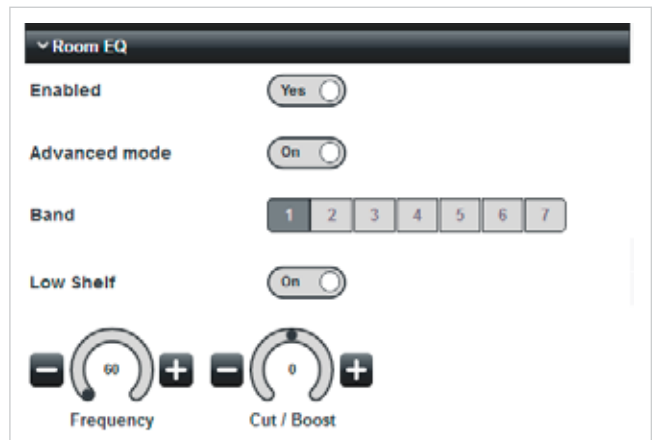 Room EQ
Enabled Yes
Advanced mode On
Band 1 2 3 4 5 6 7
Low Shelf On
60 0
Frequency Cut / Boost